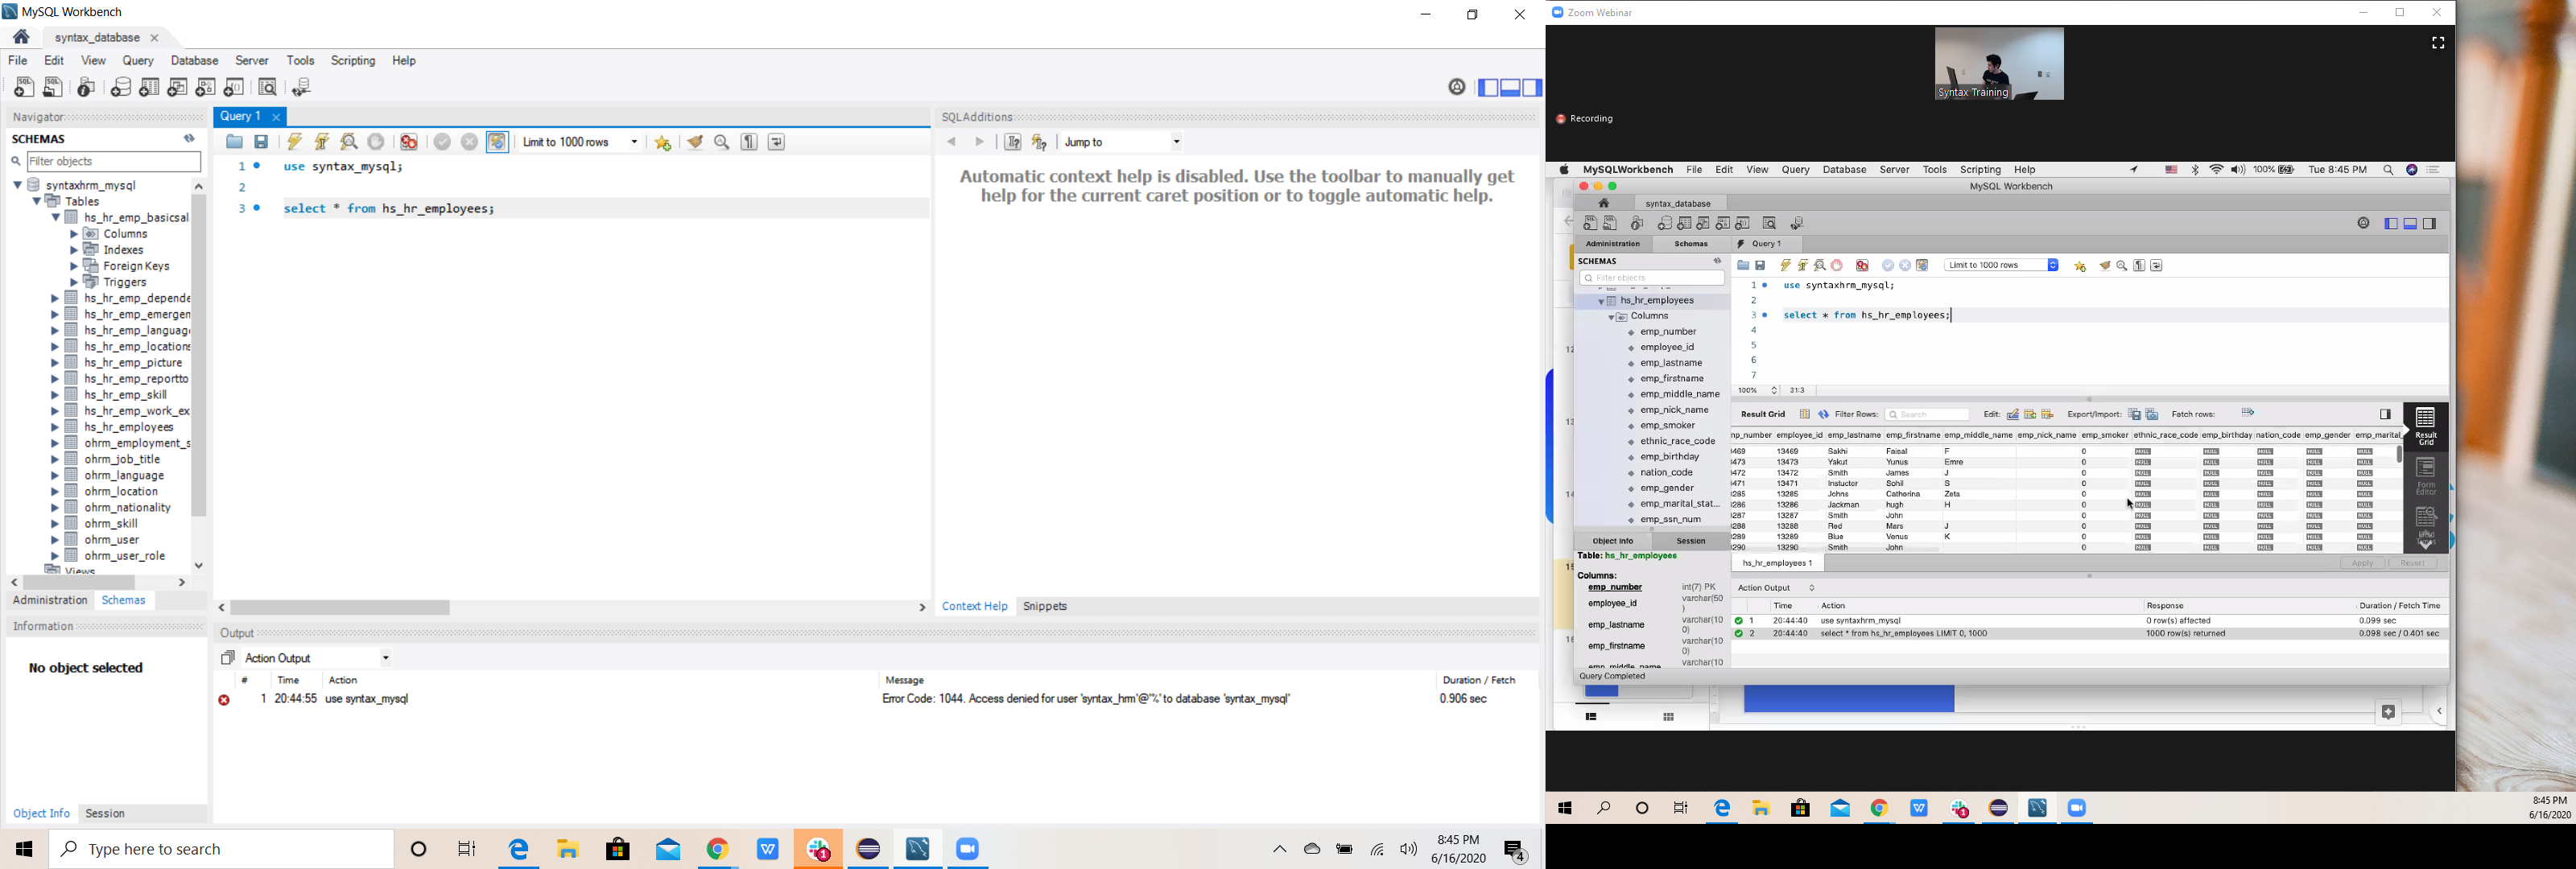 MySQL Workbench
syntax_database
File Edit View Query Database Server Tools Scripting Help
Navigator
SCHEMAS
Filter objects
syntaxhrm_mysql
Tables
hs_hr_emp_basicsal
Columns
Indexes
Foreign Keys
Triggers
hs_hr_emp_depende
hs_hr_emp_emergen
hs_hr_emp_languag
hs_hr_emp_locations
hs_hr_emp_picture
hs_hr_emp_reportto
hs_hr_emp_skill
hs_hr_emp_work_ex
hs_hr_employees
ohrm_employment_s
ohrm_job_title
ohrm_language
ohrm_location
ohrm_nationality
ohrm_skill
ohrm_user
ohrm_user_role
Views
Administration Schemas
Information
No object selected
Object Info Session
Query 1
Limit to 1000 rows
1 use syntax_mysql;
2
3 select * from hs_hr_employees;
SQLAdditions
Jump to
Automatic context help is disabled. Use the toolbar to manually get
help for the current caret position or to toggle automatic help.
Context Help Snippets
Output
Action Output
# Time Action Message Duration / Fetch
1 20:44:55 use syntax_mysql Error Code: 1044. Access denied for user 'syntax_hrm'@'%' to database 'syntax_mysql' 0.906 sec
Type here to search
1
8:45 PM
6/16/2020
4
Zoom Webinar
Syntax Training
Recording
MySQLWorkbench File Edit View Query Database Server Tools Scripting Help 100% Tue 8:45 PM
MySQL Workbench
syntax_database
Administration Schemas Query 1
SCHEMAS
Filter objects
hs_hr_employees
Columns
emp_number
employee_id
emp_lastname
emp_firstname
emp_middle_name
emp_nick_name
emp_smoker
ethnic_race_code
emp_birthday
nation_code
emp_gender
emp_marital_stat...
emp_ssn_num
Object Info Session
Table: hs_hr_employees
Columns:
emp_number int(7) PK
employee_id varchar(50
)
emp_lastname varchar(10
0)
emp_firstname varchar(10
0)
emp_middle_name varchar(10
Query Completed
Limit to 1000 rows
1 use syntaxhrm_mysql;
2
3 select * from hs_hr_employees;
4
5
6
7
100% 31:3
Result Grid Filter Rows: Search Edit: Export/Import: Fetch rows:
np_number employee_id emp_lastname emp_firstname emp_middle_name emp_nick_name emp_smoker ethnic_race_code emp_birthday nation_code emp_gender emp_marital_
3469 13469 Sakhi Faisal F 0 NULL NULL NULL NULL NULL
3473 13473 Yakut Yunus Emre 0 NULL NULL NULL NULL NULL
3472 13472 Smith James J 0 NULL NULL NULL NULL NULL
3471 13471 Instuctor Sohil S 0 NULL NULL NULL NULL NULL
3285 13285 Johns Catherina Zeta 0 NULL NULL NULL NULL NULL
3286 13286 Jackman hugh H 0 NULL NULL NULL NULL NULL
3287 13287 Smith John 0 NULL NULL NULL NULL NULL
3288 13288 Red Mars J 0 NULL NULL NULL NULL NULL
3289 13289 Blue Venus K 0 NULL NULL NULL NULL NULL
3290 13290 Smith John 0 NULL NULL NULL NULL NULL
Result
Grid
Form
Editor
hs_hr_employees 1
Apply Revert
Action Output
Time Action Response Duration / Fetch Time
1 20:44:40 use syntaxhrm_mysql 0 row(s) affected 0.099 sec
2 20:44:40 select * from hs_hr_employees LIMIT 0, 1000 1000 row(s) returned 0.098 sec / 0.401 sec
8:45 PM
6/16/2020